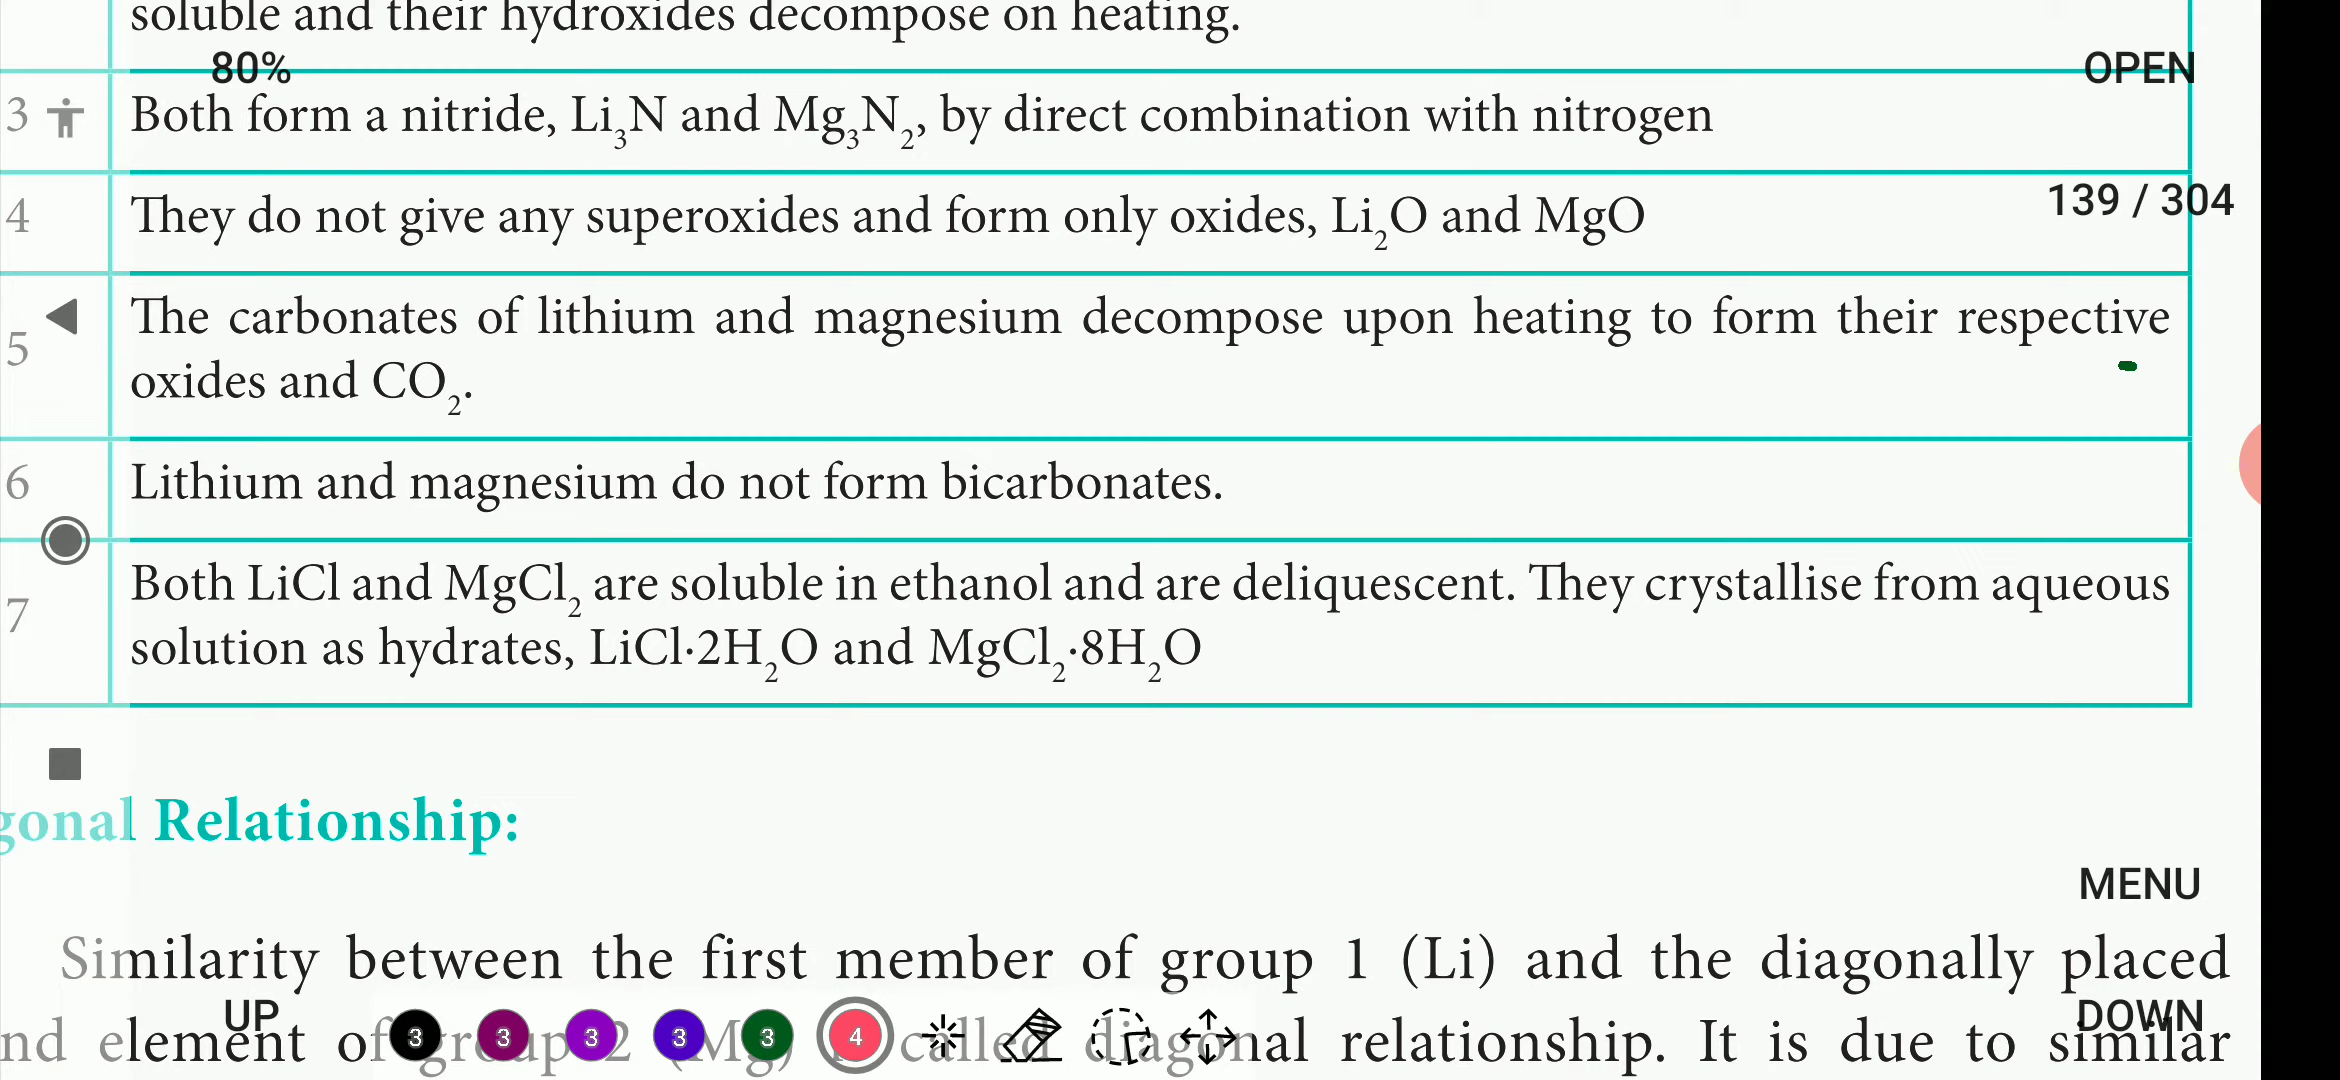 soluble and their hydroxides decompose on heating.
80%
OPEN
3 Both form a nitride, Li₃N and Mg₃N₂, by direct combination with nitrogen
139 / 304
4 They do not give any superoxides and form only oxides, Li₂O and MgO
5 The carbonates of lithium and magnesium decompose upon heating to form their respective
oxides and CO₂.
6 Lithium and magnesium do not form bicarbonates.
7 Both LiCl and MgCl₂ are soluble in ethanol and are deliquescent. They crystallise from aqueous
solution as hydrates, LiCl·2H₂O and MgCl₂·8H₂O
gonal Relationship:
MENU
Similarity between the first member of group 1 (Li) and the diagonally placed
UP
DOWN
nd element of group 2 (Mg) is called diagonal relationship. It is due to similar
3 3 3 3 3 4